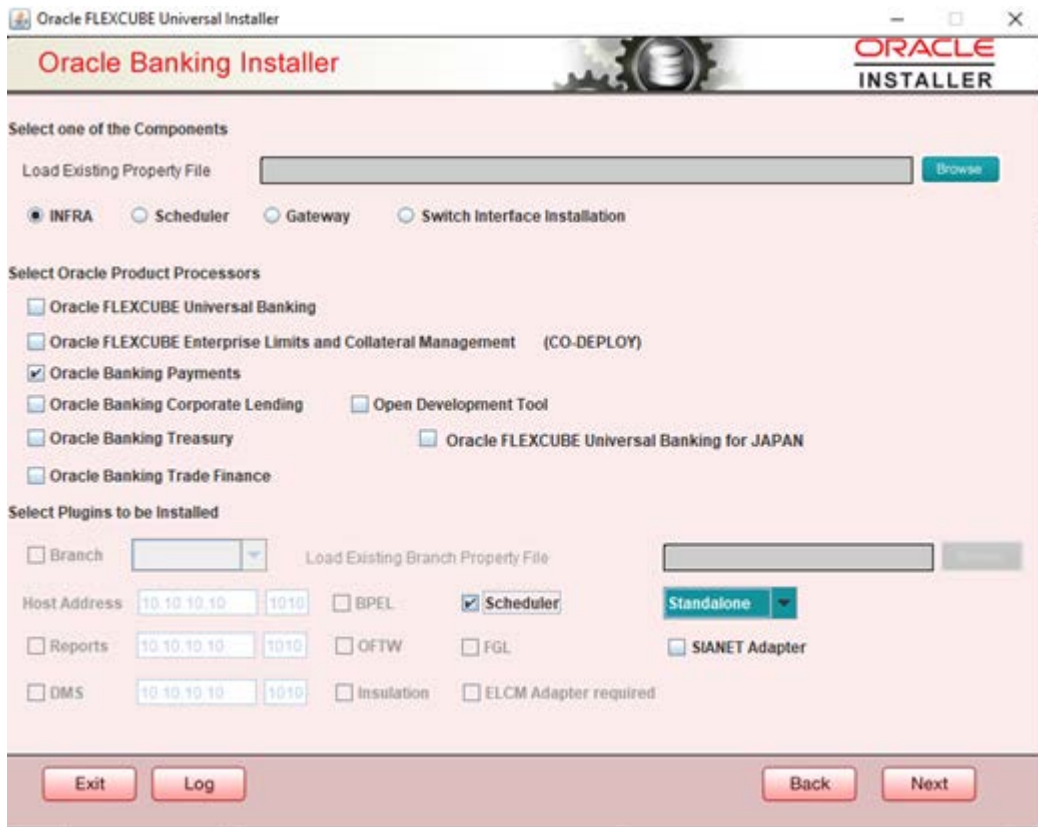 Oracle FLEXCUBE Universal Installer
Oracle Banking Installer
ORACLE
INSTALLER
Select one of the Components
Load Existing Property File Browse
INFRA Scheduler Gateway Switch Interface Installation
Select Oracle Product Processors
Oracle FLEXCUBE Universal Banking
Oracle FLEXCUBE Enterprise Limits and Collateral Management (CO-DEPLOY)
Oracle Banking Payments
Oracle Banking Corporate Lending Open Development Tool
Oracle Banking Treasury Oracle FLEXCUBE Universal Banking for JAPAN
Oracle Banking Trade Finance
Select Plugins to be Installed
Branch Load Existing Branch Property File
Host Address 10.10.10.10 1010 BPEL Scheduler Standalone
Reports 10.10.10.10 1010 OFTW FGL SIANET Adapter
DMS 10.10.10.10 1010 Insulation ELCM Adapter required
Exit Log Back Next